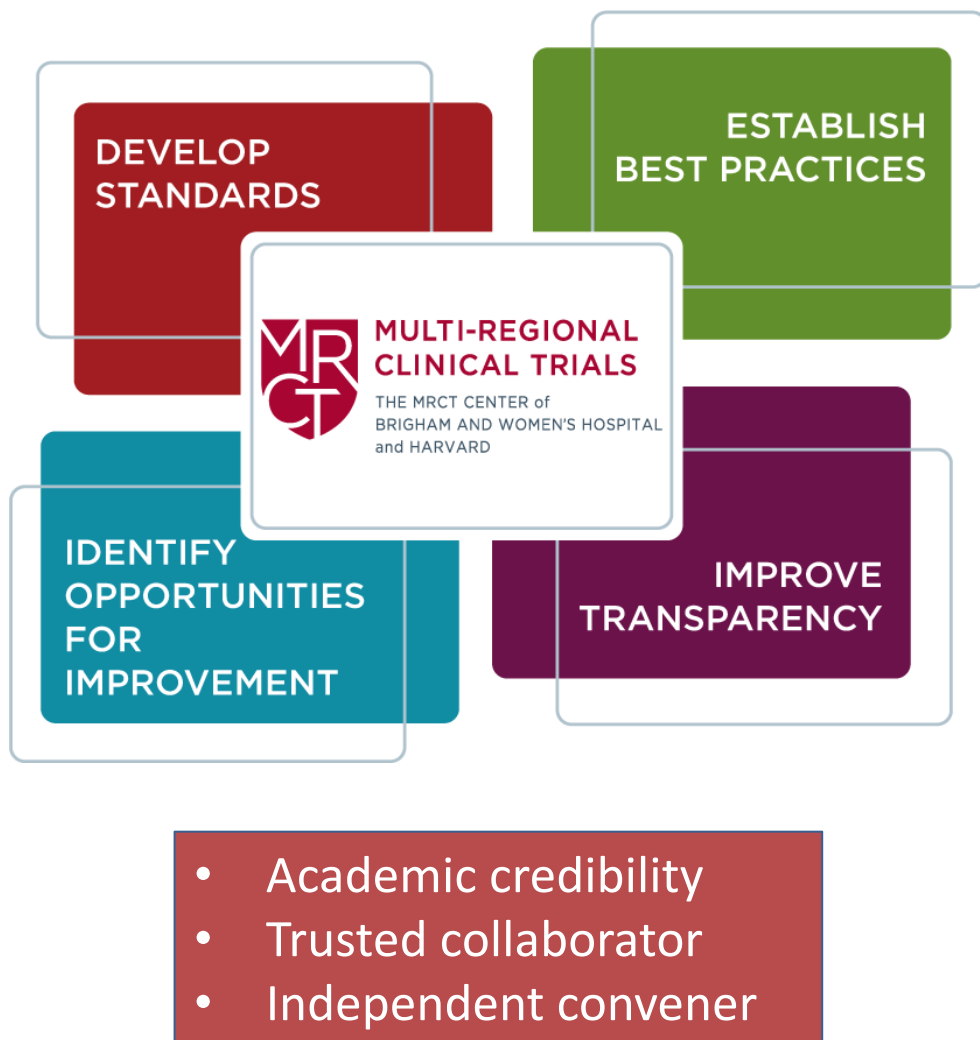 DEVELOP
STANDARDS
ESTABLISH
BEST PRACTICES
MRCT
MULTI-REGIONAL
CLINICAL TRIALS
THE MRCT CENTER of
BRIGHAM AND WOMEN'S HOSPITAL
and HARVARD
IDENTIFY
OPPORTUNITIES
FOR
IMPROVEMENT
IMPROVE
TRANSPARENCY
• Academic credibility
• Trusted collaborator
• Independent convener